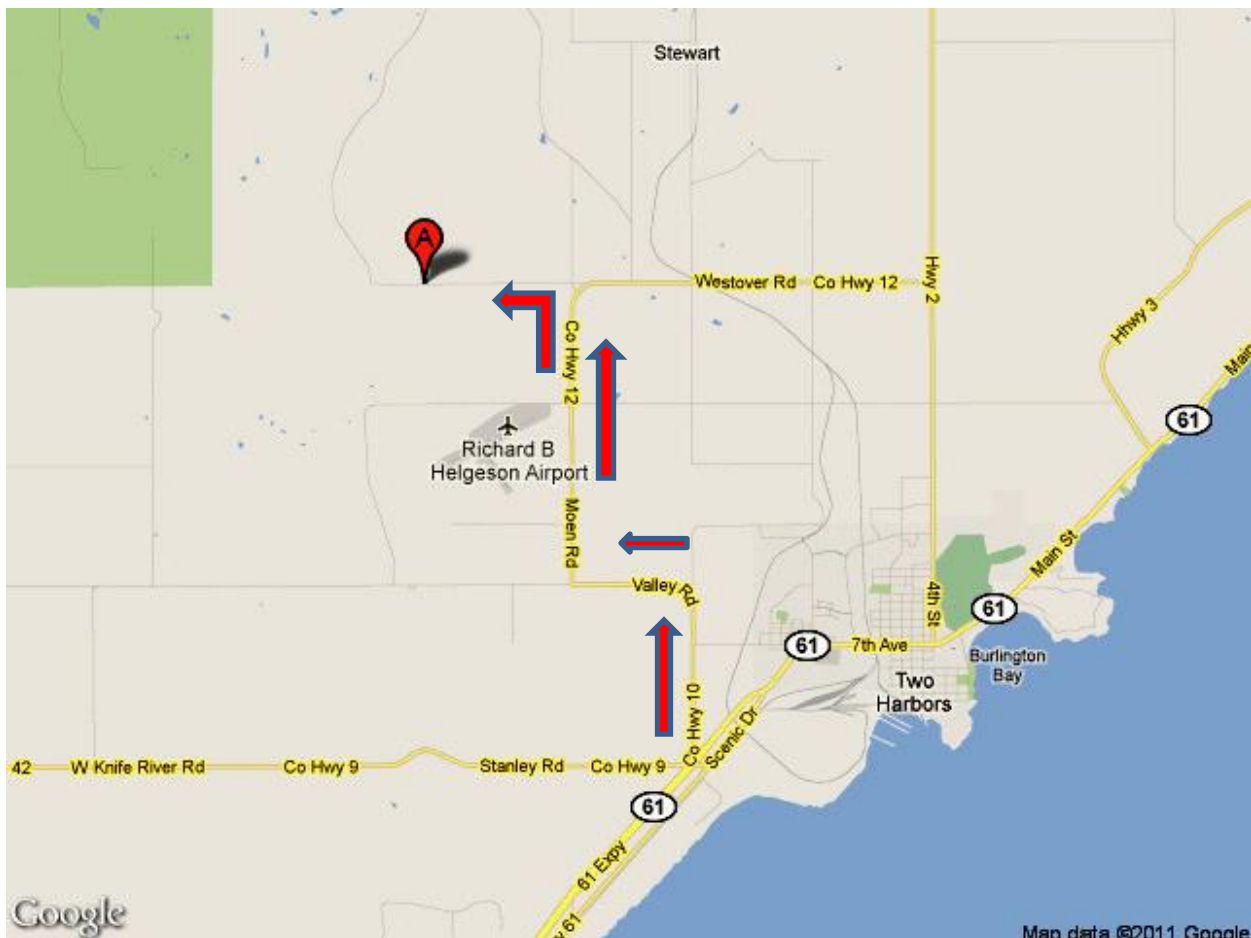 Stewart
A
Westover Rd
Co Hwy 12
Hwy 2
Hhwy 3
Main
61
Co Hwy 12
Richard B
Helgeson Airport
Moen Rd
Valley Rd
Main St
61
4th St
61
7th Ave
Burlington
Bay
Two
Harbors
Co Hwy 10
Scenic Dr
42
W Knife River Rd
Co Hwy 9
Stanley Rd
Co Hwy 9
61
61 Expy
y 61
Google
Map data ©2011 Google